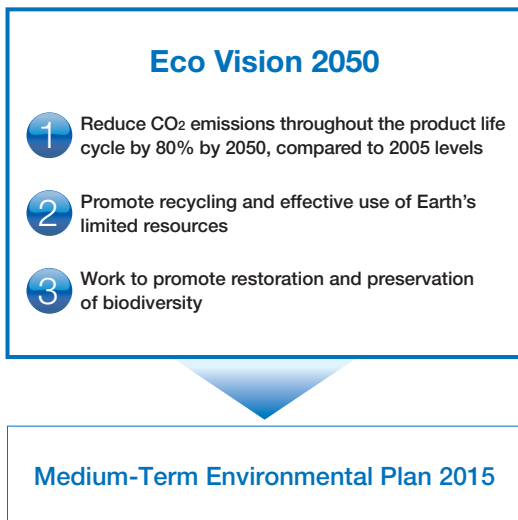 Eco Vision 2050
1 Reduce CO2 emissions throughout the product life
cycle by 80% by 2050, compared to 2005 levels
2 Promote recycling and effective use of Earth's
limited resources
3 Work to promote restoration and preservation
of biodiversity
Medium-Term Environmental Plan 2015